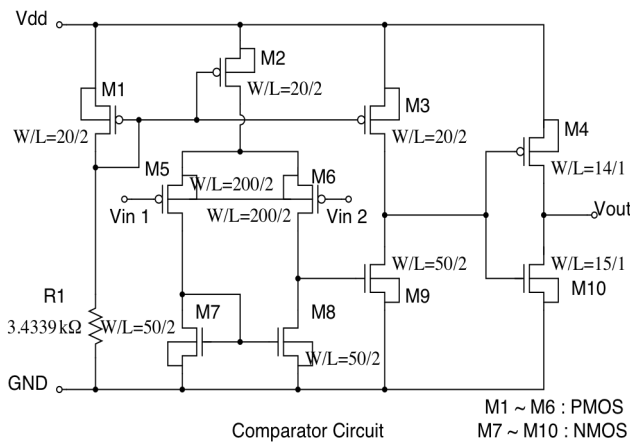 Vdd
M2
M1
W/L=20/2
M3
W/L=20/2
W/L=20/2
M4
M5
M6
W/L=14/1
W/L=200/2
Vin 1
W/L=200/2
Vin 2
Vout
W/L=50/2
W/L=15/1
R1
M9
M10
M7
M8
3.4339kΩ
W/L=50/2
W/L=50/2
GND
M1 ~ M6 : PMOS
Comparator Circuit
M7 ~ M10 : NMOS